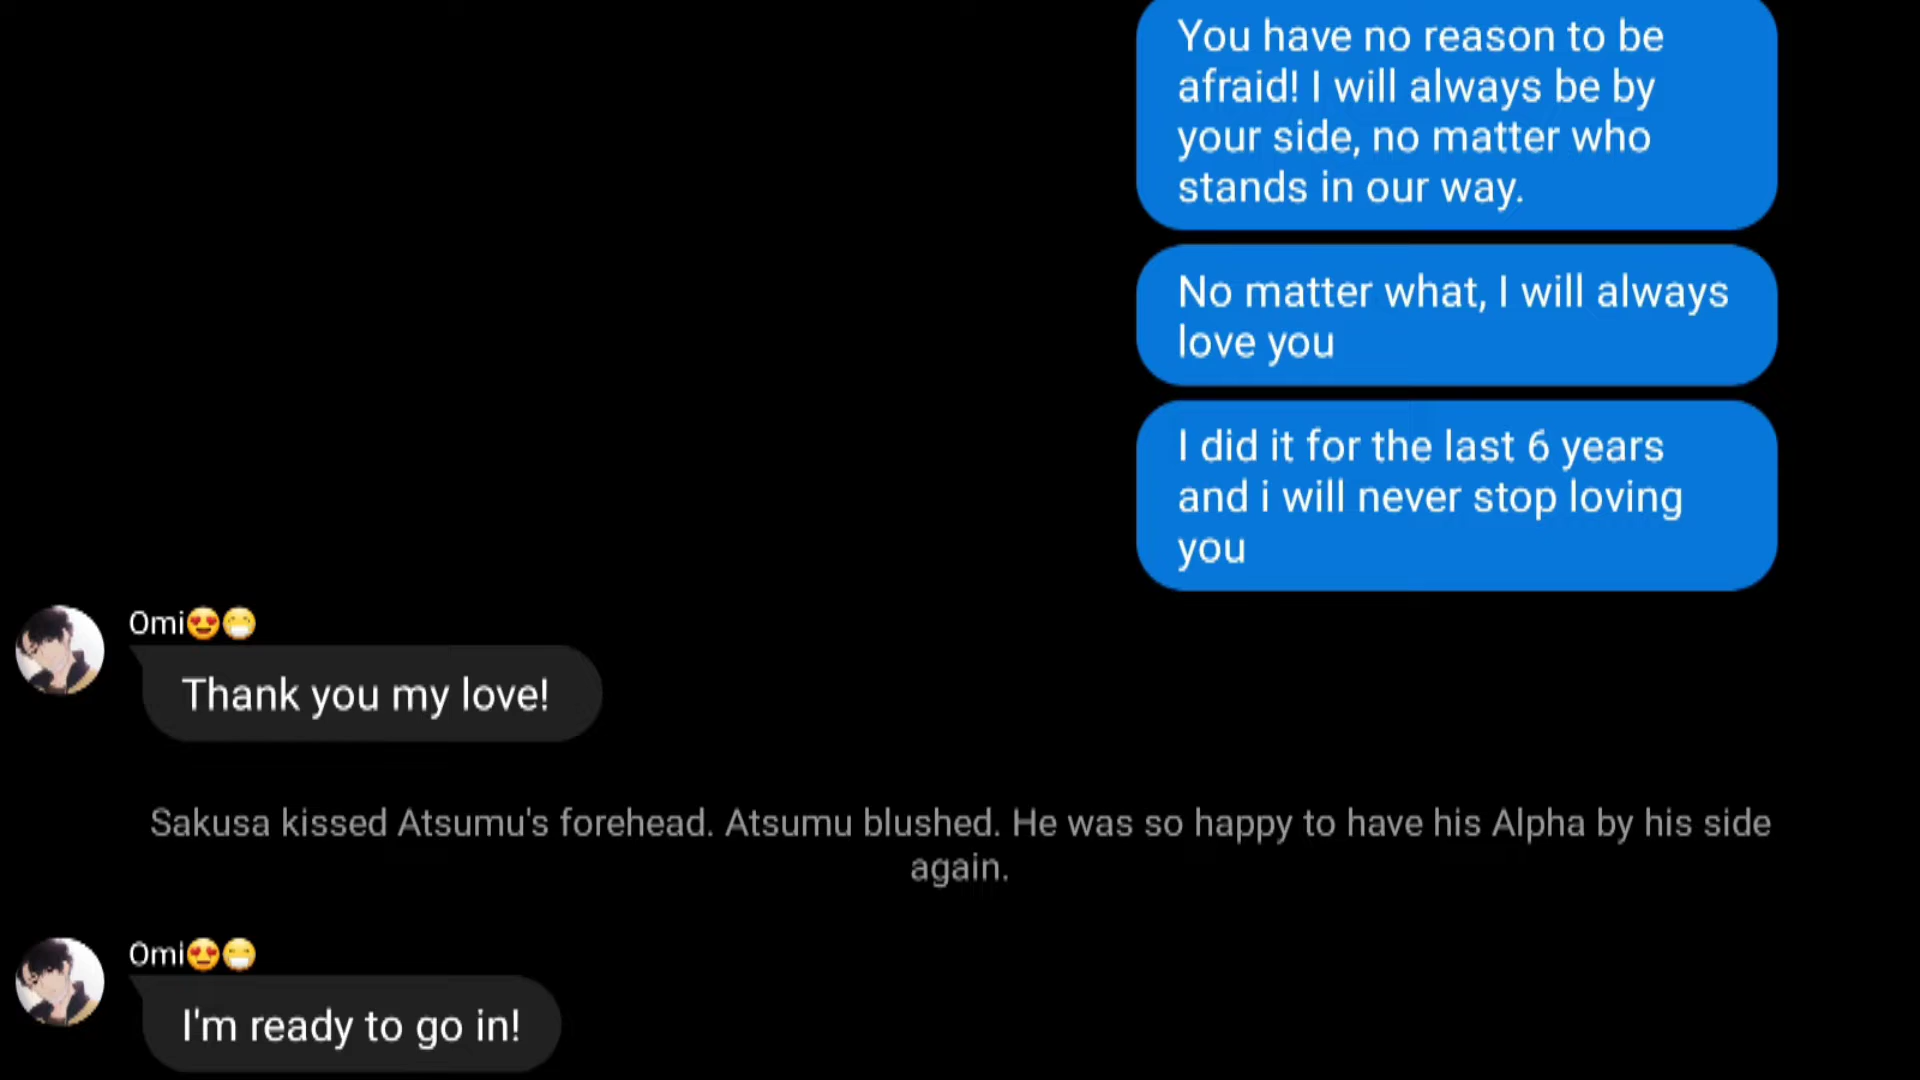 You have no reason to be
afraid! I will always be by
your side, no matter who
stands in our way.
No matter what, I will always
love you
I did it for the last 6 years
and i will never stop loving
you
Omi😍😷
Thank you my love!
Sakusa kissed Atsumu's forehead. Atsumu blushed. He was so happy to have his Alpha by his side
again.
Omi😍😷
I'm ready to go in!